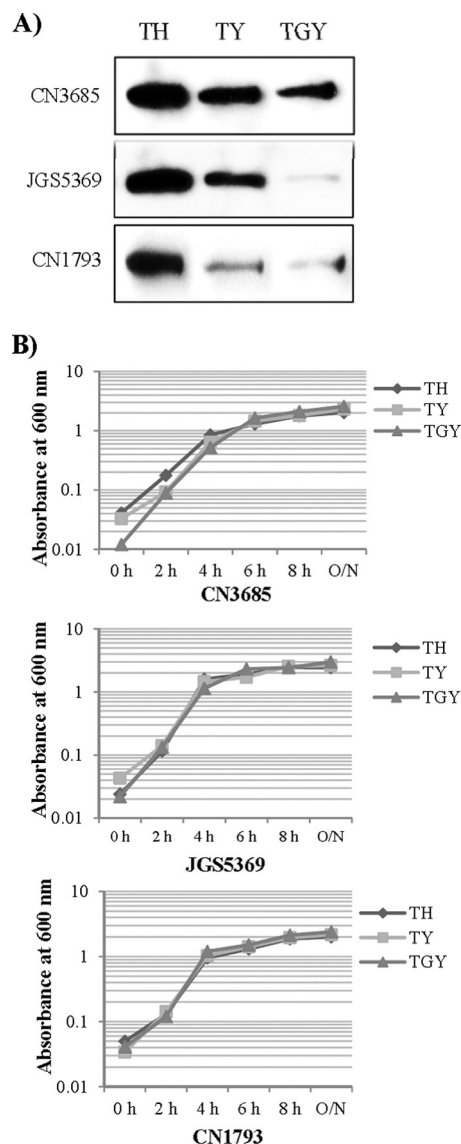 A)
TH TY TGY
CN3685
JGS5369
CN1793
B)
Absorbance at 600 nm
10
1
0.1
0.01
0 h 2 h 4 h 6 h 8 h O/N
CN3685
TH
TY
TGY
Absorbance at 600 nm
10
1
0.1
0.01
0 h 2 h 4 h 6 h 8 h O/N
JGS5369
TH
TY
TGY
Absorbance at 600 nm
10
1
0.1
0.01
0 h 2 h 4 h 6 h 8 h O/N
CN1793
TH
TY
TGY